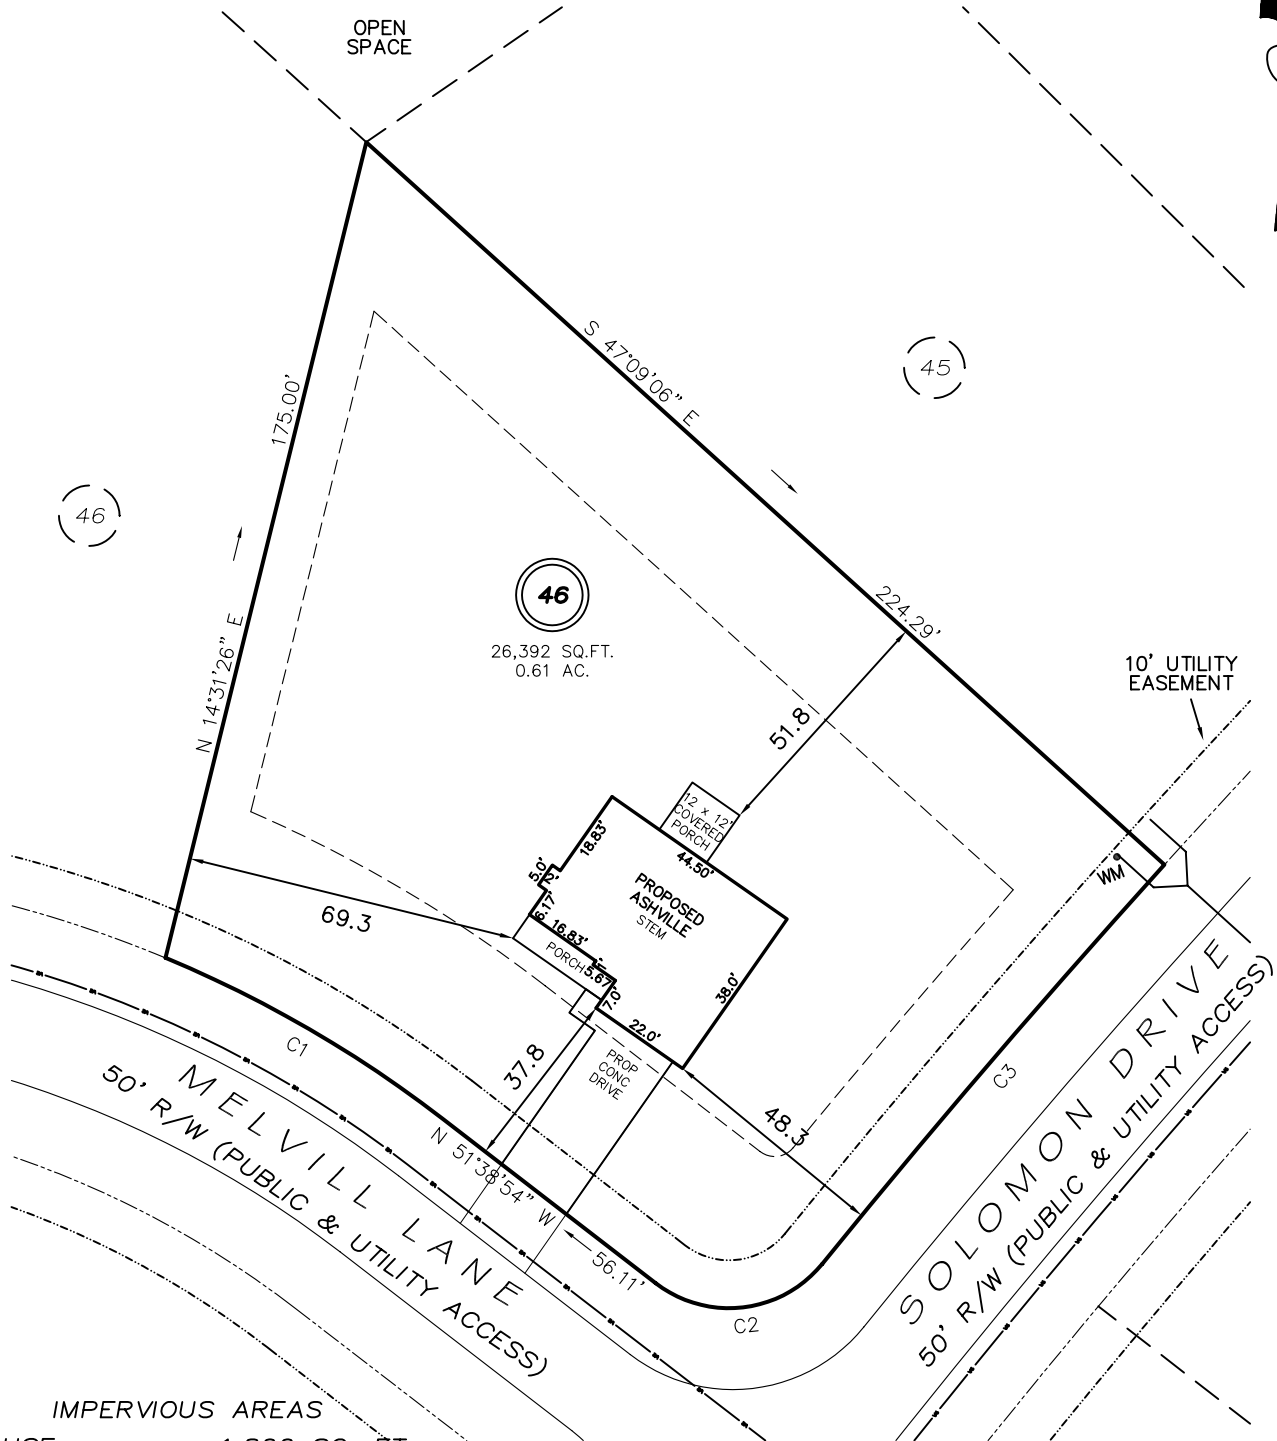 OPEN
SPACE
S 47°09'06" E
45
175.00'
46
46
26,392 SQ.FT.
0.61 AC.
224.29'
N 14°31'26" E
10' UTILITY
EASEMENT
51.8
12 x 12'
COVERED
PORCH
18.83'
44.50'
5.0'
2'
6.17'
PROPOSED
ASHVILLE
STEM
WM
69.3
16.83'
PORCH
1'
5.67'
7.0'
38.0'
22.0'
C1
37.8
PROP
CONC
DRIVE
C3
48.3
MELVILL LANE
50' R/W (PUBLIC & UTILITY ACCESS)
N 51°38'54" W
56.11'
C2
SOLOMON DRIVE
50' R/W (PUBLIC & UTILITY ACCESS)
IMPERVIOUS AREAS